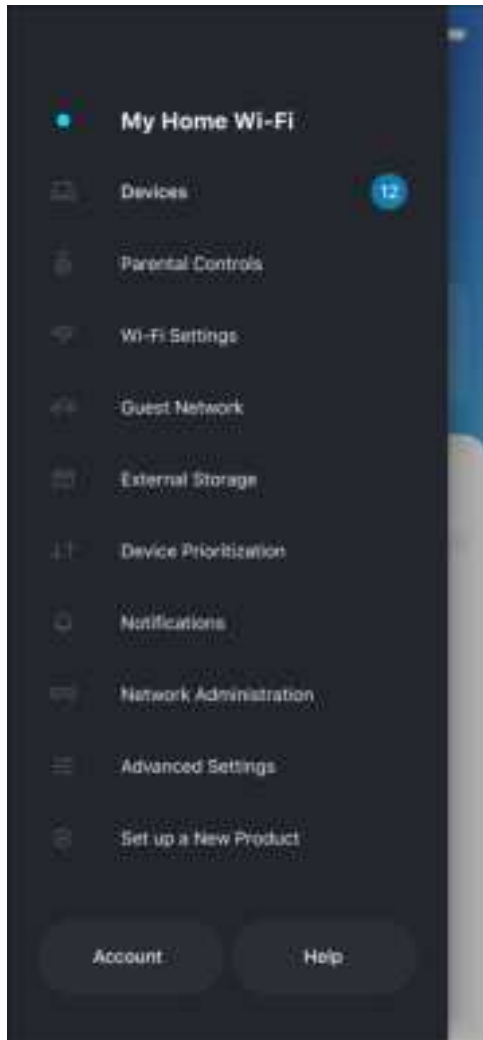 My Home Wi-Fi
Devices 12
Parental Controls
Wi-Fi Settings
Guest Network
External Storage
Device Prioritization
Notifications
Network Administration
Advanced Settings
Set up a New Product
Account Help